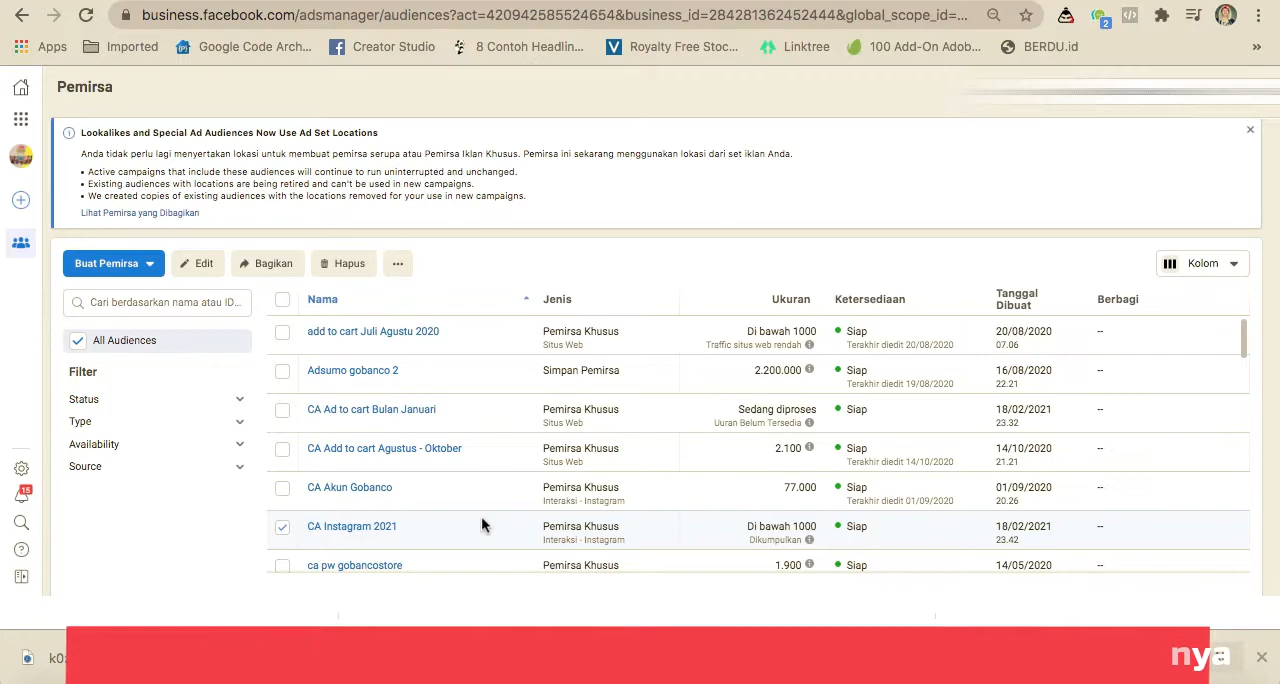 business.facebook.com/adsmanager/audiences?act=420942585524654&business_id=284281362452444&global_scope_id=...
2
Apps Imported Google Code Arch... Creator Studio 8 Contoh Headlin... Royalty Free Stoc... Linktree 100 Add-On Adob... BERDU.id »
Pemirsa
Lookalikes and Special Ad Audiences Now Use Ad Set Locations
Anda tidak perlu lagi menyertakan lokasi untuk membuat pemirsa serupa atau Pemirsa Iklan Khusus. Pemirsa ini sekarang menggunakan lokasi dari set iklan Anda.
• Active campaigns that include these audiences will continue to run uninterrupted and unchanged.
• Existing audiences with locations are being retired and can't be used in new campaigns.
• We created copies of existing audiences with the locations removed for your use in new campaigns.
Lihat Pemirsa yang Dibagikan
Buat Pemirsa Edit Bagikan Hapus ... Kolom
Cari berdasarkan nama atau ID...
All Audiences
Filter
Status
Type
Availability
Source
15
Nama Jenis Ukuran Ketersediaan Tanggal Dibuat Berbagi
add to cart Juli Agustu 2020 Pemirsa Khusus Di bawah 1000 Siap 20/08/2020 --
Situs Web Traffic situs web rendah Terakhir diedit 20/08/2020 07.06
Adsumo gobanco 2 Simpan Pemirsa 2.200.000 Siap 16/08/2020 --
Terakhir diedit 19/08/2020 22.21
CA Ad to cart Bulan Januari Pemirsa Khusus Sedang diproses Siap 18/02/2021 --
Situs Web Uuran Belum Tersedia 23.32
CA Add to cart Agustus - Oktober Pemirsa Khusus 2.100 Siap 14/10/2020 --
Situs Web Terakhir diedit 14/10/2020 21.21
CA Akun Gobanco Pemirsa Khusus 77.000 Siap 01/09/2020 --
Interaksi - Instagram Terakhir diedit 01/09/2020 20.26
CA Instagram 2021 Pemirsa Khusus Di bawah 1000 Siap 18/02/2021 --
Interaksi - Instagram Dikumpulkan 23.42
ca pw gobancostore Pemirsa Khusus 1.900 Siap 14/05/2020 --
nya